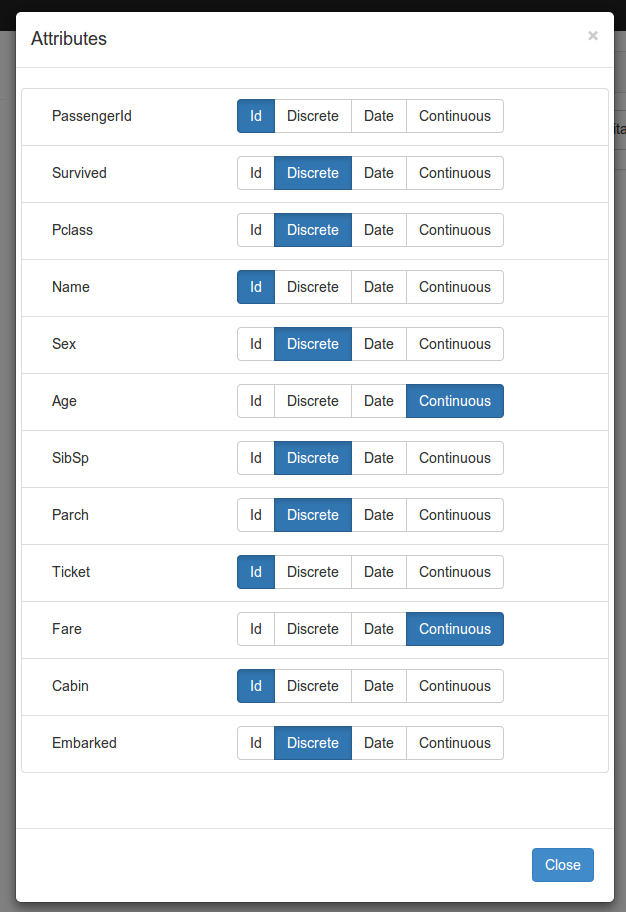 Attributes ×
PassengerId Id Discrete Date Continuous
Survived Id Discrete Date Continuous
Pclass Id Discrete Date Continuous
Name Id Discrete Date Continuous
Sex Id Discrete Date Continuous
Age Id Discrete Date Continuous
SibSp Id Discrete Date Continuous
Parch Id Discrete Date Continuous
Ticket Id Discrete Date Continuous
Fare Id Discrete Date Continuous
Cabin Id Discrete Date Continuous
Embarked Id Discrete Date Continuous
Close